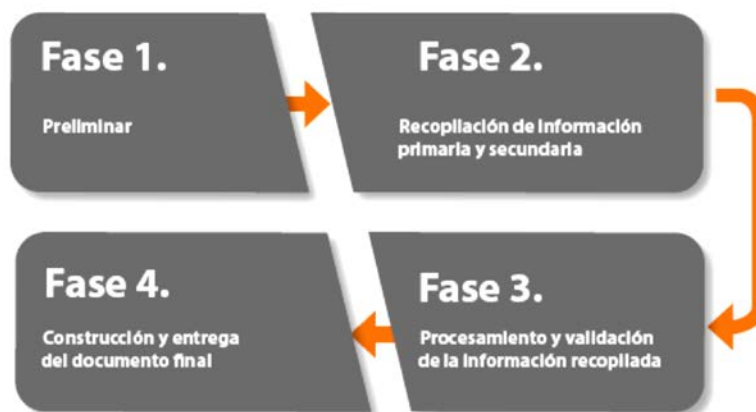 Fase 1.
Preliminar
Fase 2.
Recopilación de información
primaria y secundaria
Fase 3.
Procesamiento y validación
de la información recopilada
Fase 4.
Construcción y entrega
del documento final